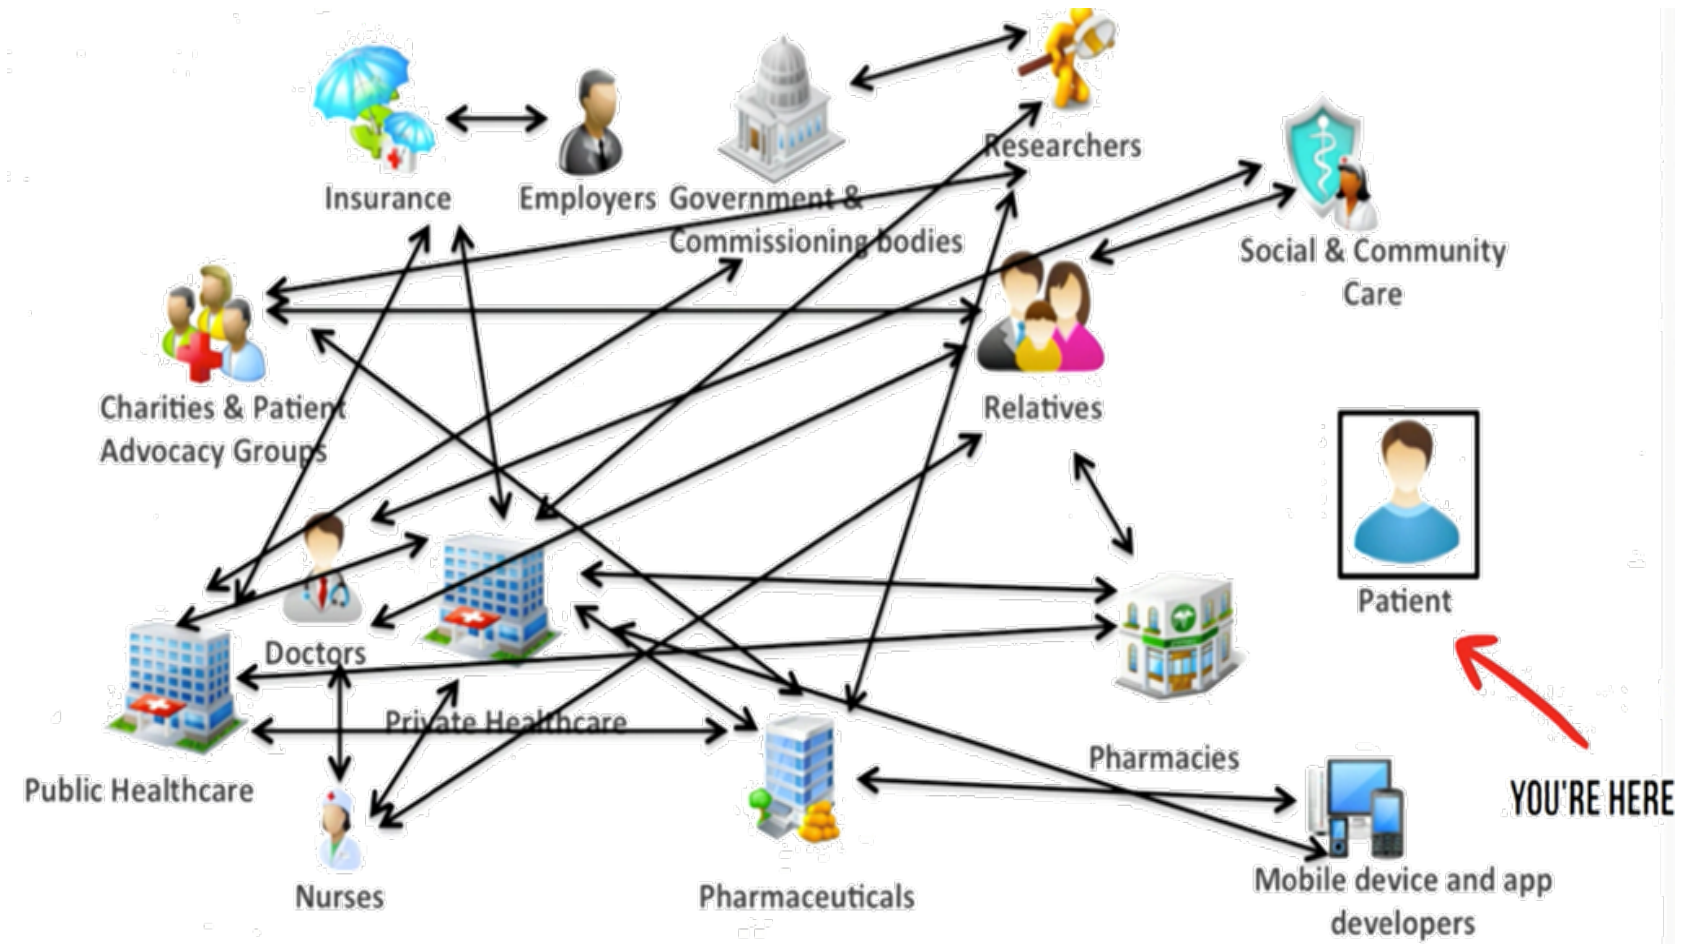 Researchers
Insurance
Employers
Government &
Commissioning bodies
Social & Community
Care
Charities & Patient
Advocacy Groups
Relatives
Patient
Doctors
Private Healthcare
Public Healthcare
Pharmacies
YOU'RE HERE
Nurses
Pharmaceuticals
Mobile device and app
developers